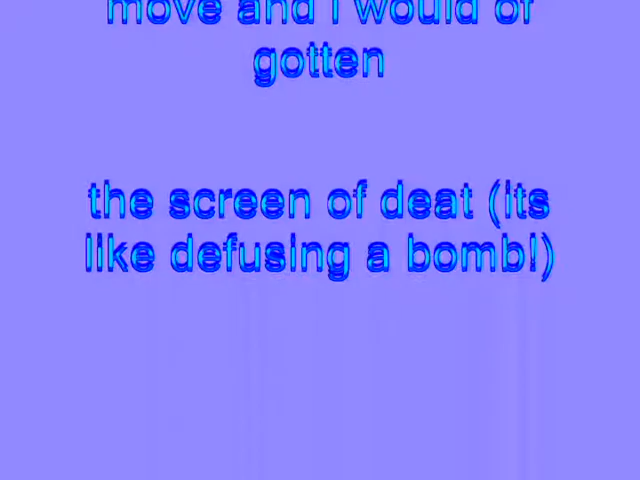 move and I would of
gotten
the screen of deat (its
like defusing a bomb!)